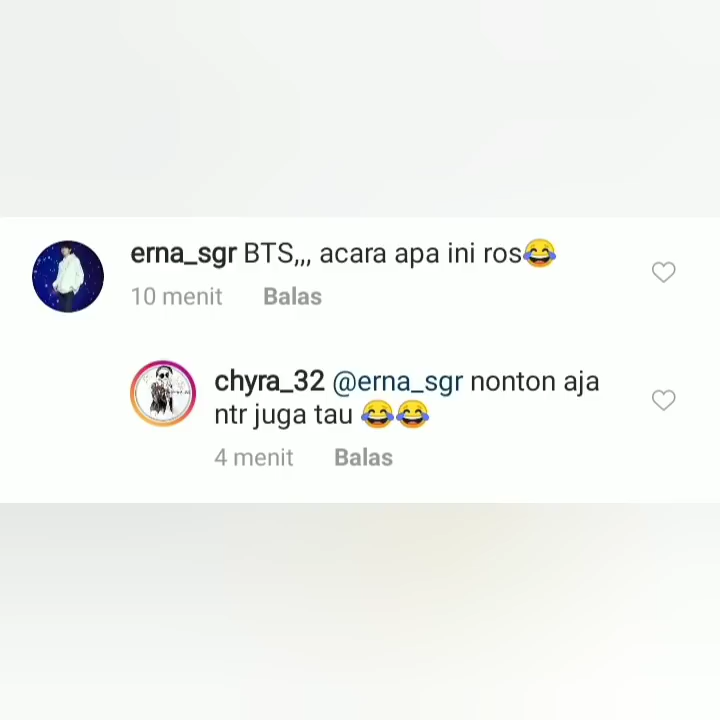 erna_sgr BTS,,, acara apa ini ros😂
10 menit Balas
chyra_32 @erna_sgr nonton aja
ntr juga tau 😂😂
4 menit Balas